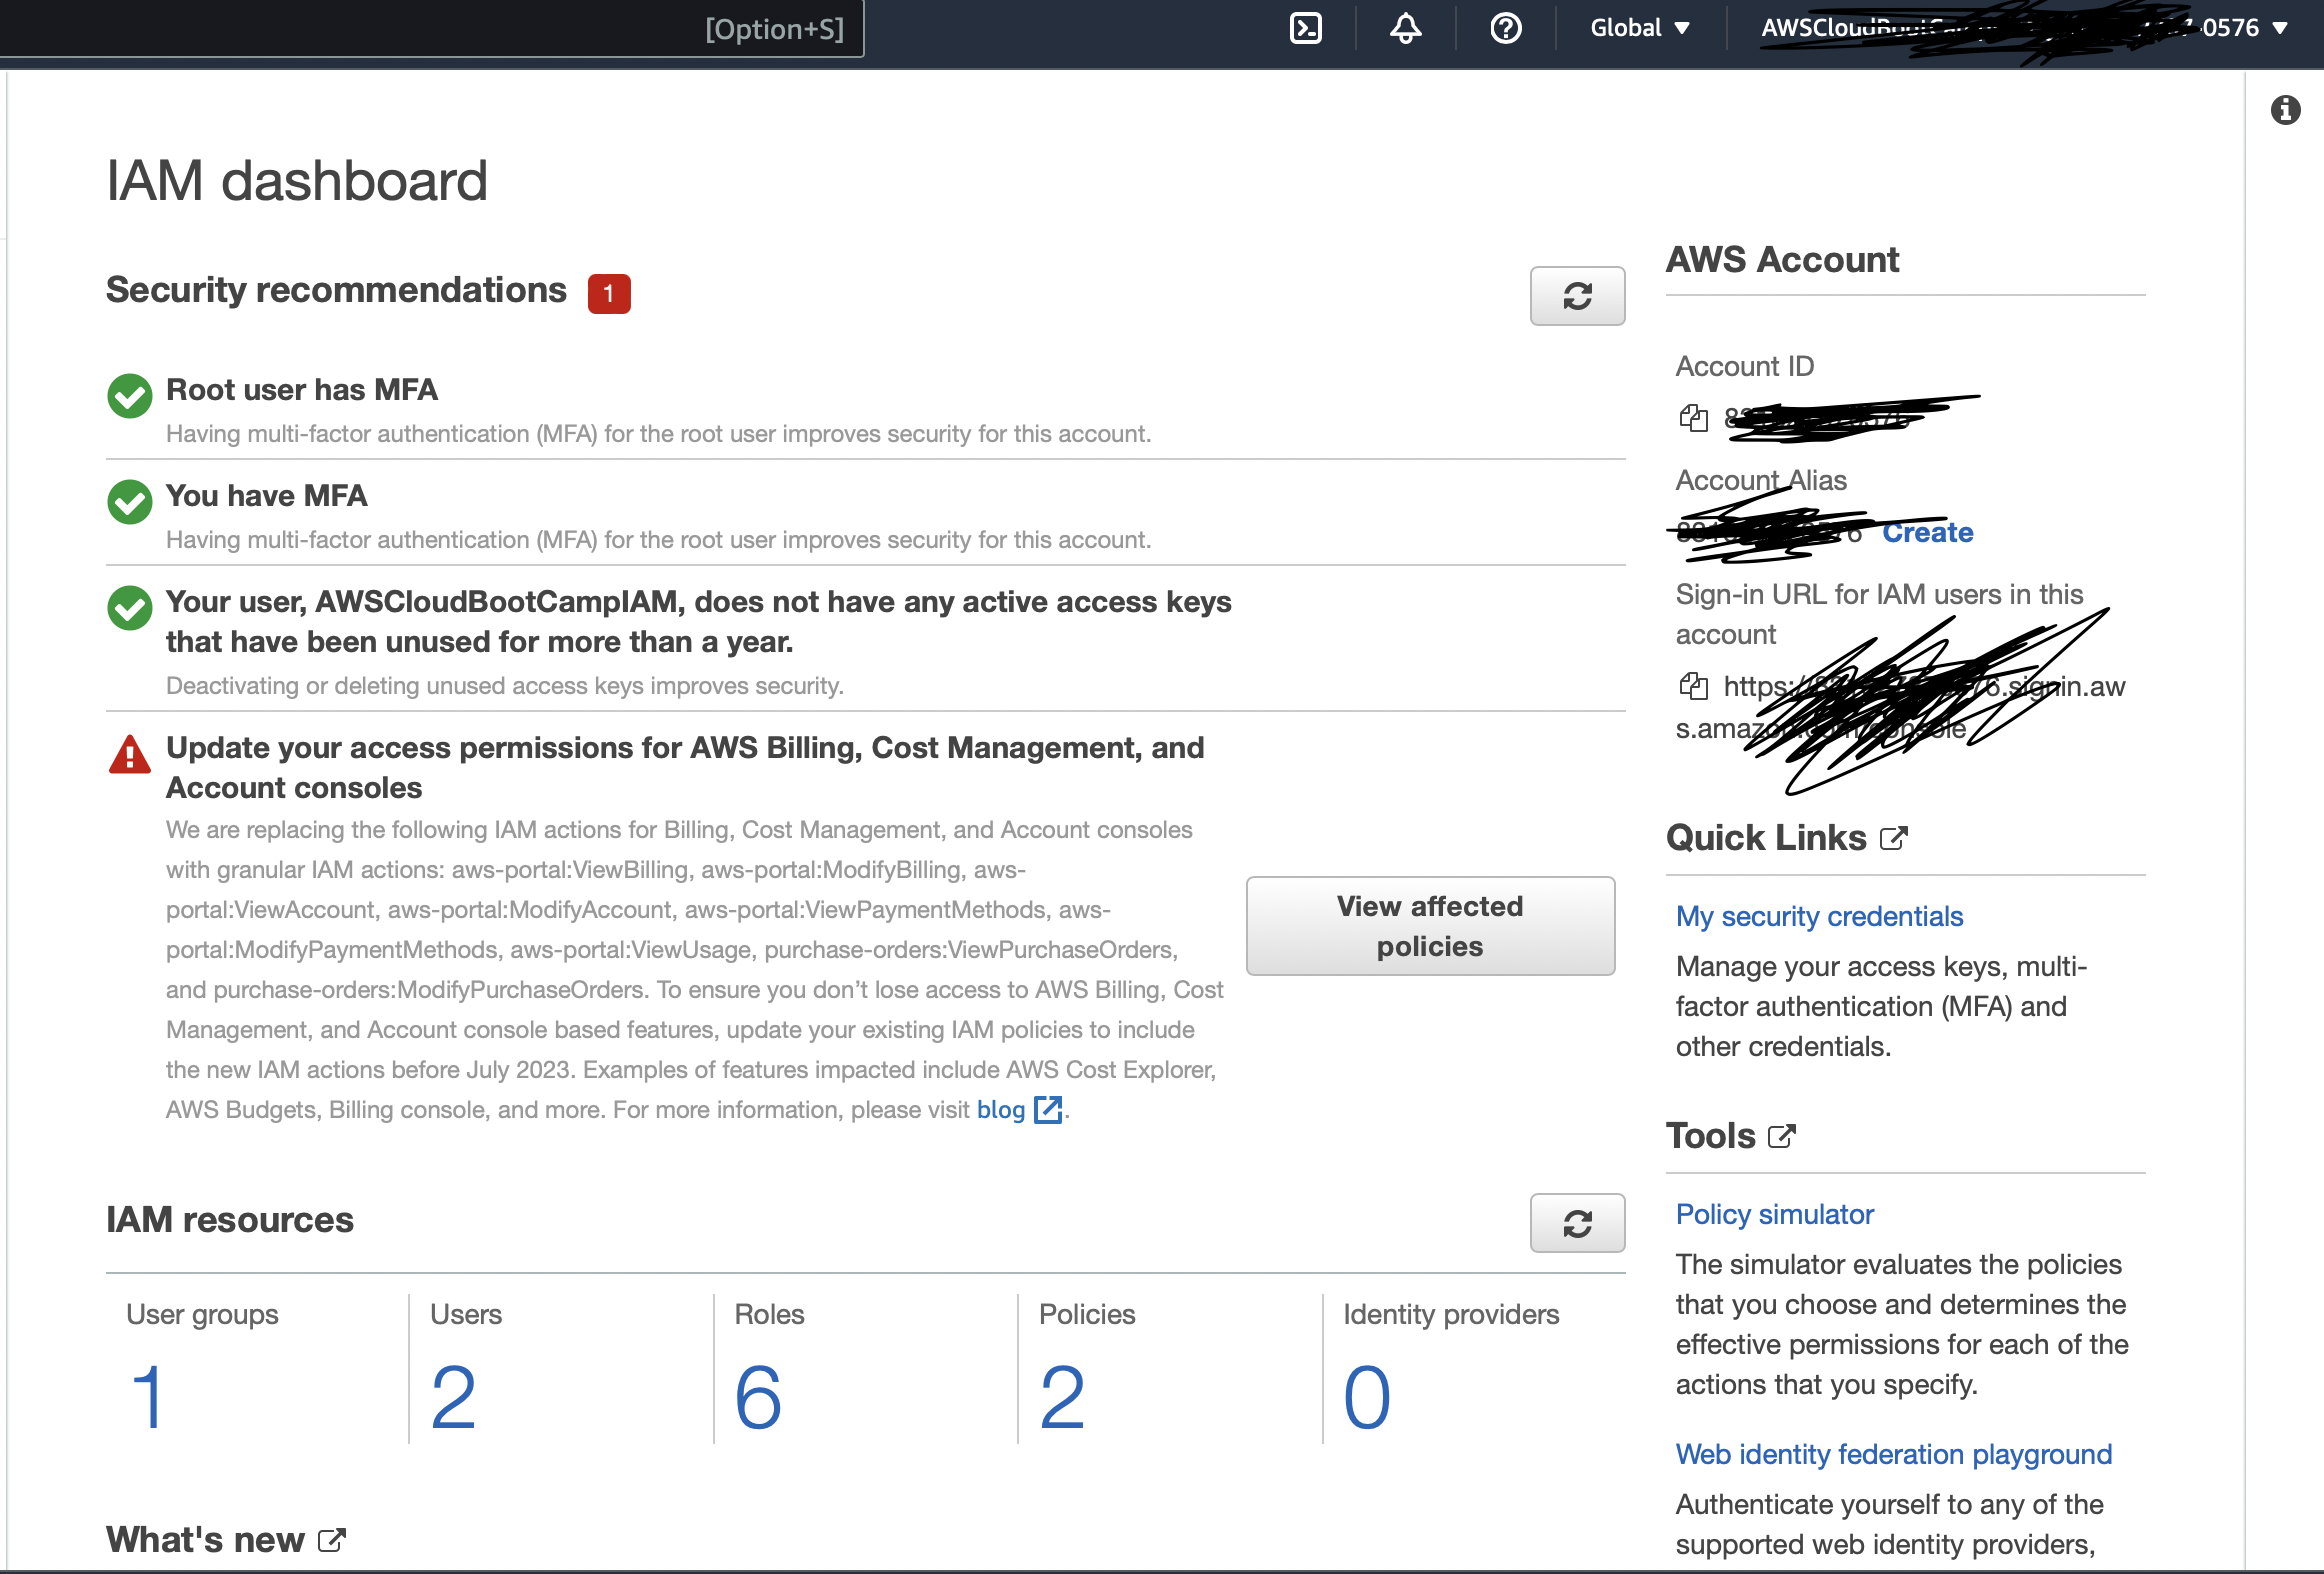 [Option+S]
Global
0576
IAM dashboard
Security recommendations 1
Root user has MFA
Having multi-factor authentication (MFA) for the root user improves security for this account.
You have MFA
Having multi-factor authentication (MFA) for the root user improves security for this account.
Your user, AWSCloudBootCampIAM, does not have any active access keys
that have been unused for more than a year.
Deactivating or deleting unused access keys improves security.
Update your access permissions for AWS Billing, Cost Management, and
Account consoles
We are replacing the following IAM actions for Billing, Cost Management, and Account consoles
with granular IAM actions: aws-portal:ViewBilling, aws-portal:ModifyBilling, aws-
portal:ViewAccount, aws-portal:ModifyAccount, aws-portal:ViewPaymentMethods, aws-
portal:ModifyPaymentMethods, aws-portal:ViewUsage, purchase-orders:ViewPurchaseOrders,
and purchase-orders:ModifyPurchaseOrders. To ensure you don’t lose access to AWS Billing, Cost
Management, and Account console based features, update your existing IAM policies to include
the new IAM actions before July 2023. Examples of features impacted include AWS Cost Explorer,
AWS Budgets, Billing console, and more. For more information, please visit blog .
View affected
policies
IAM resources
User groups
1
Users
2
Roles
6
Policies
2
Identity providers
0
What's new
AWS Account
Account ID
Account Alias
Create
Sign-in URL for IAM users in this
account
Quick Links
My security credentials
Manage your access keys, multi-
factor authentication (MFA) and
other credentials.
Tools
Policy simulator
The simulator evaluates the policies
that you choose and determines the
effective permissions for each of the
actions that you specify.
Web identity federation playground
Authenticate yourself to any of the
supported web identity providers,